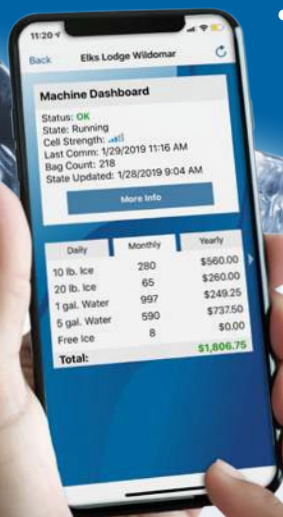 11:20
Back Elks Lodge Wildomar
Machine Dashboard
Status: OK
State: Running
Cell Strength:
Last Comm: 1/29/2019 11:16 AM
Bag Count: 218
State Updated: 1/28/2019 9:04 AM
More Info
Daily Monthly Yearly
10 lb. Ice 280 $560.00
20 lb. Ice 65 $260.00
1 gal. Water 997 $249.25
5 gal. Water 590 $737.50
Free Ice 8 $0.00
Total: $1,806.75